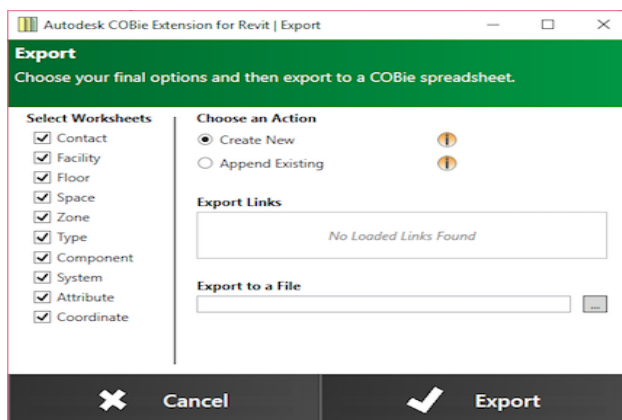 Autodesk COBie Extension for Revit | Export
Export
Choose your final options and then export to a COBie spreadsheet.
Select Worksheets
Contact
Facility
Floor
Space
Zone
Type
Component
System
Attribute
Coordinate
Choose an Action
Create New
Append Existing
Export Links
No Loaded Links Found
Export to a File
...
Cancel
Export